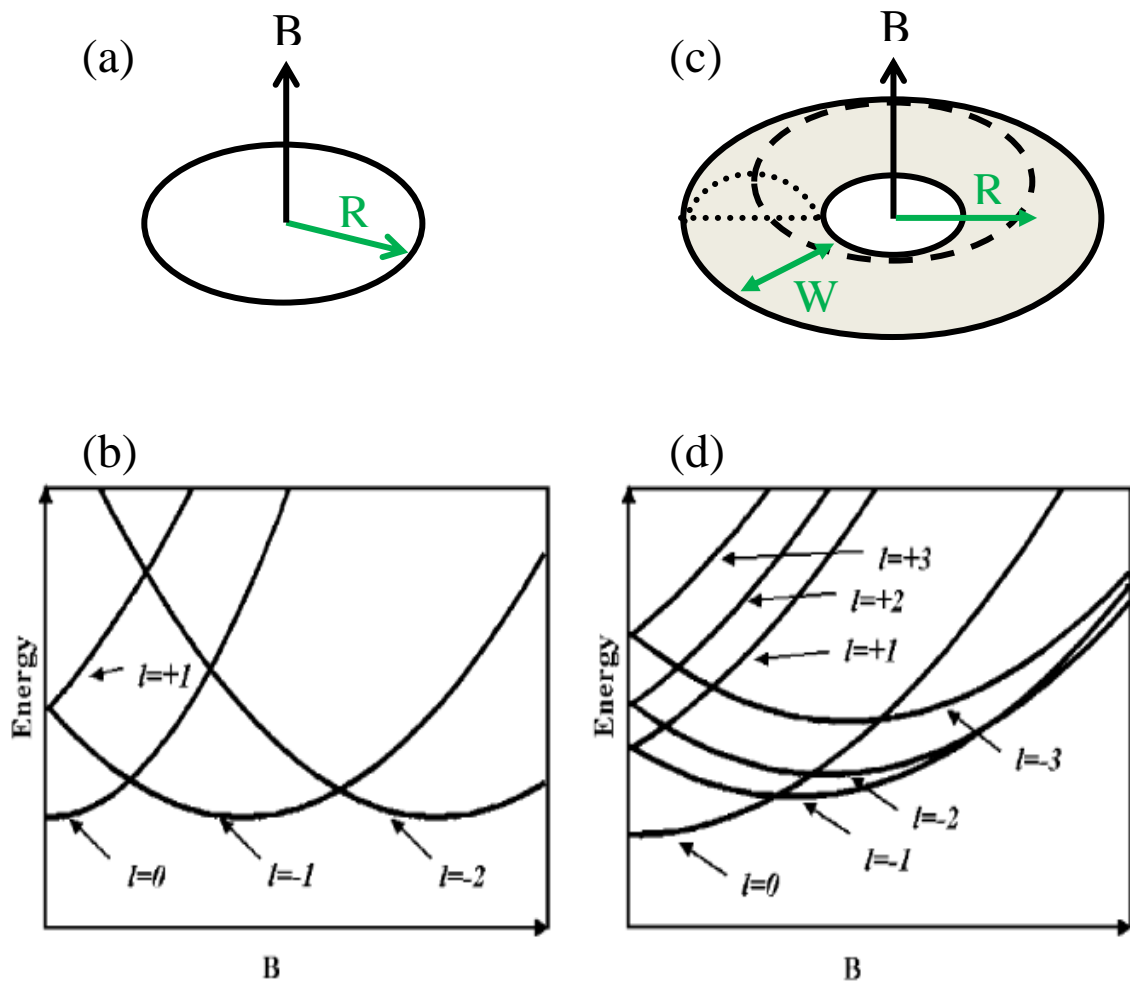 (a)
B
R
(c)
B
R
W
(b)
Energy
l=+1
l=0
l=-1
l=-2
B
(d)
Energy
l=+3
l=+2
l=+1
l=-3
l=-2
l=-1
l=0
B